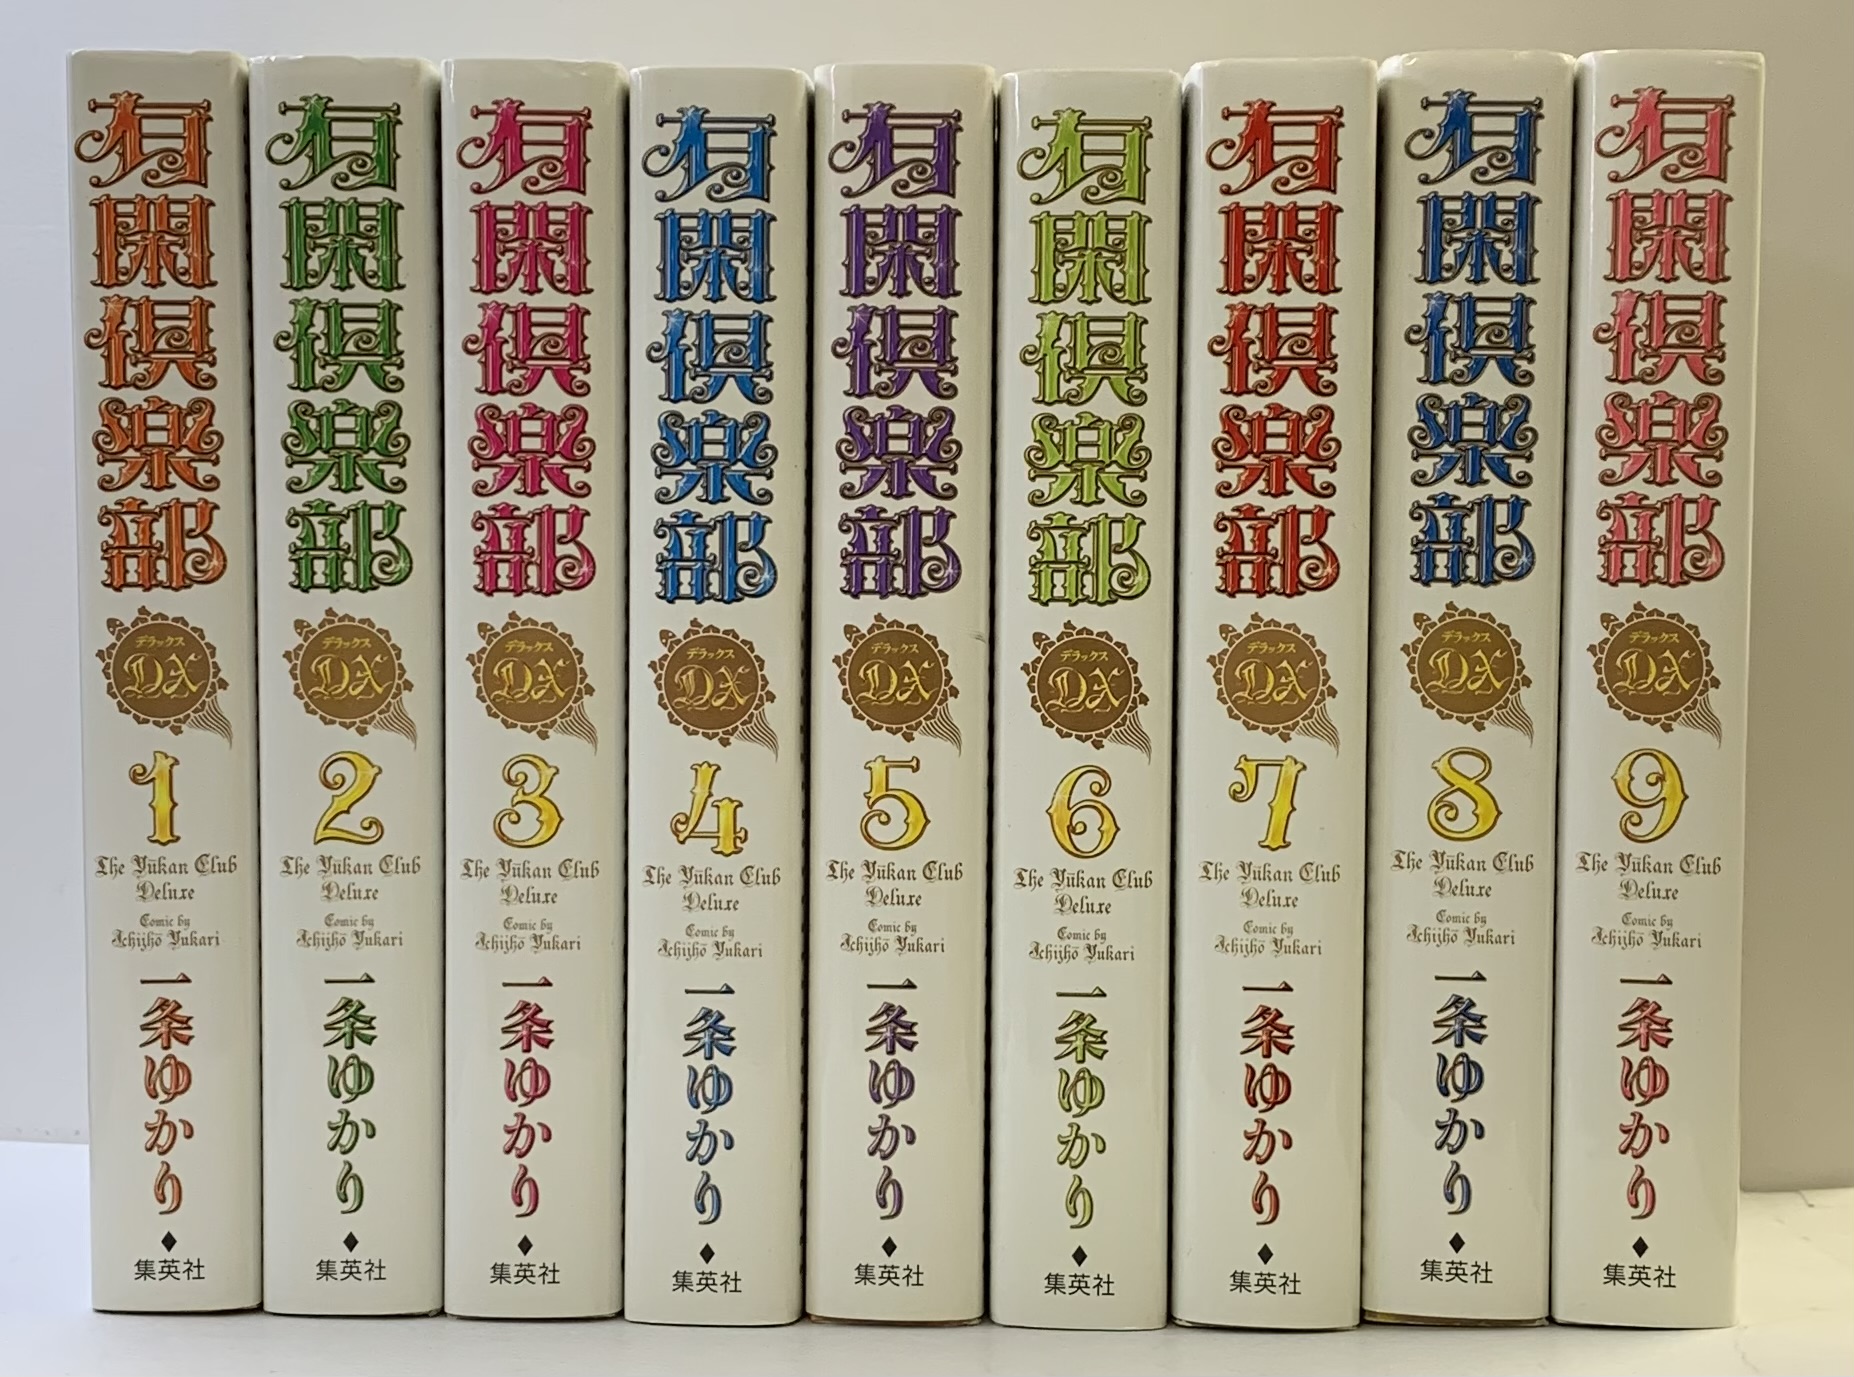 有閑倶楽部
デラックス
DX
1
The Yūkan Club
Deluxe
Comic by
Ichijhō Yukari
一条ゆかり
♦
集英社
有閑倶楽部
デラックス
DX
2
The Yūkan Club
Deluxe
Comic by
Ichijhō Yukari
一条ゆかり
♦
集英社
有閑倶楽部
デラックス
DX
3
The Yūkan Club
Deluxe
Comic by
Ichijhō Yukari
一条ゆかり
♦
集英社
有閑倶楽部
デラックス
DX
4
The Yūkan Club
Deluxe
Comic by
Ichijhō Yukari
一条ゆかり
♦
集英社
有閑倶楽部
デラックス
DX
5
The Yūkan Club
Deluxe
Comic by
Ichijhō Yukari
一条ゆかり
♦
集英社
有閑倶楽部
デラックス
DX
6
The Yūkan Club
Deluxe
Comic by
Ichijhō Yukari
一条ゆかり
♦
集英社
有閑倶楽部
デラックス
DX
7
The Yūkan Club
Deluxe
Comic by
Ichijhō Yukari
一条ゆかり
♦
集英社
有閑倶楽部
デラックス
DX
8
The Yūkan Club
Deluxe
Comic by
Ichijhō Yukari
一条ゆかり
♦
集英社
有閑倶楽部
デラックス
DX
9
The Yūkan Club
Deluxe
Comic by
Ichijhō Yukari
一条ゆかり
♦
集英社